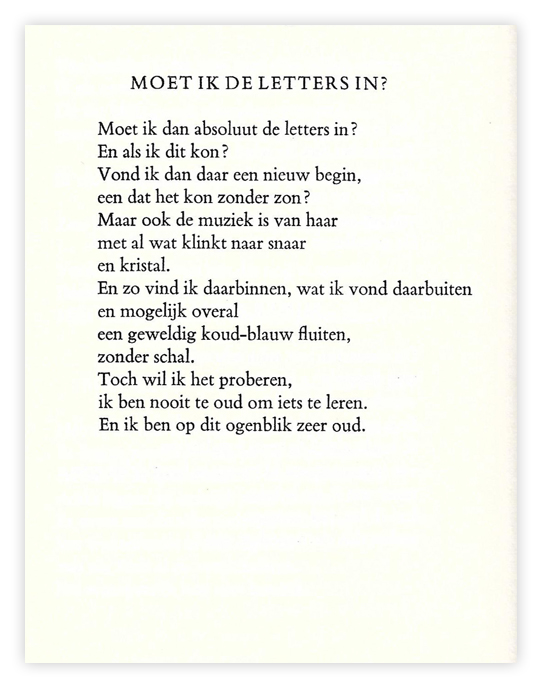 MOET IK DE LETTERS IN?
Moet ik dan absoluut de letters in?
En als ik dit kon?
Vond ik dan daar een nieuw begin,
een dat het kon zonder zon?
Maar ook de muziek is van haar
met al wat klinkt naar snaar
en kristal.
En zo vind ik daarbinnen, wat ik vond daarbuiten
en mogelijk overal
een geweldig koud-blauw fluiten,
zonder schal.
Toch wil ik het proberen,
ik ben nooit te oud om iets te leren.
En ik ben op dit ogenblik zeer oud.